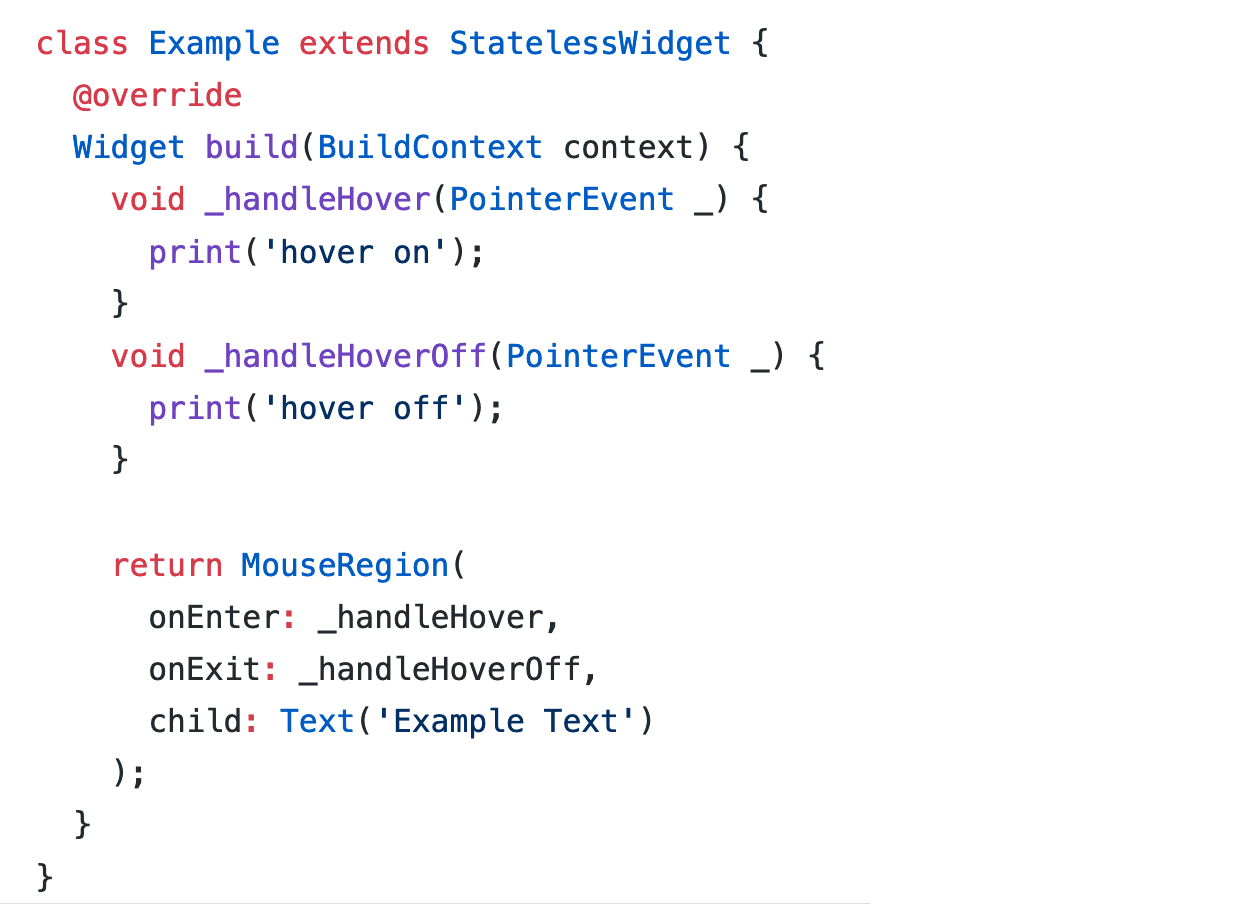 class Example extends StatelessWidget {
  @override
  Widget build(BuildContext context) {
    void _handleHover(PointerEvent _) {
      print('hover on');
    }
    void _handleHoverOff(PointerEvent _) {
      print('hover off');
    }

    return MouseRegion(
      onEnter: _handleHover,
      onExit: _handleHoverOff,
      child: Text('Example Text')
    );
  }
}